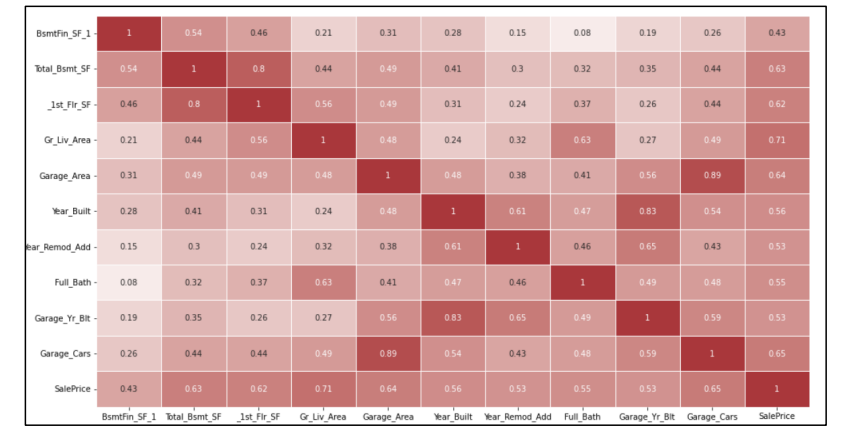 BsmtFin_SF_1 - 1 0.54 0.46 0.21 0.31 0.28 0.15 0.08 0.19 0.26 0.43
Total_Bsmt_SF - 0.54 1 0.8 0.44 0.49 0.41 0.3 0.32 0.35 0.44 0.63
_1st_Flr_SF - 0.46 0.8 1 0.56 0.49 0.31 0.24 0.37 0.26 0.44 0.62
Gr_Liv_Area - 0.21 0.44 0.56 1 0.48 0.24 0.32 0.63 0.27 0.49 0.71
Garage_Area - 0.31 0.49 0.49 0.48 1 0.48 0.38 0.41 0.56 0.89 0.64
Year_Built - 0.28 0.41 0.31 0.24 0.48 1 0.61 0.47 0.83 0.54 0.56
ear_Remod_Add - 0.15 0.3 0.24 0.32 0.38 0.61 1 0.46 0.65 0.43 0.53
Full_Bath - 0.08 0.32 0.37 0.63 0.41 0.47 0.46 1 0.49 0.48 0.55
Garage_Yr_Blt - 0.19 0.35 0.26 0.27 0.56 0.83 0.65 0.49 1 0.59 0.53
Garage_Cars - 0.26 0.44 0.44 0.49 0.89 0.54 0.43 0.48 0.59 1 0.65
SalePrice - 0.43 0.63 0.62 0.71 0.64 0.56 0.53 0.55 0.53 0.65 1
BsmtFin_SF_1 Total_Bsmt_SF _1st_Flr_SF Gr_Liv_Area Garage_Area Year_Built Year_Remod_Add Full_Bath Garage_Yr_Blt Garage_Cars SalePrice